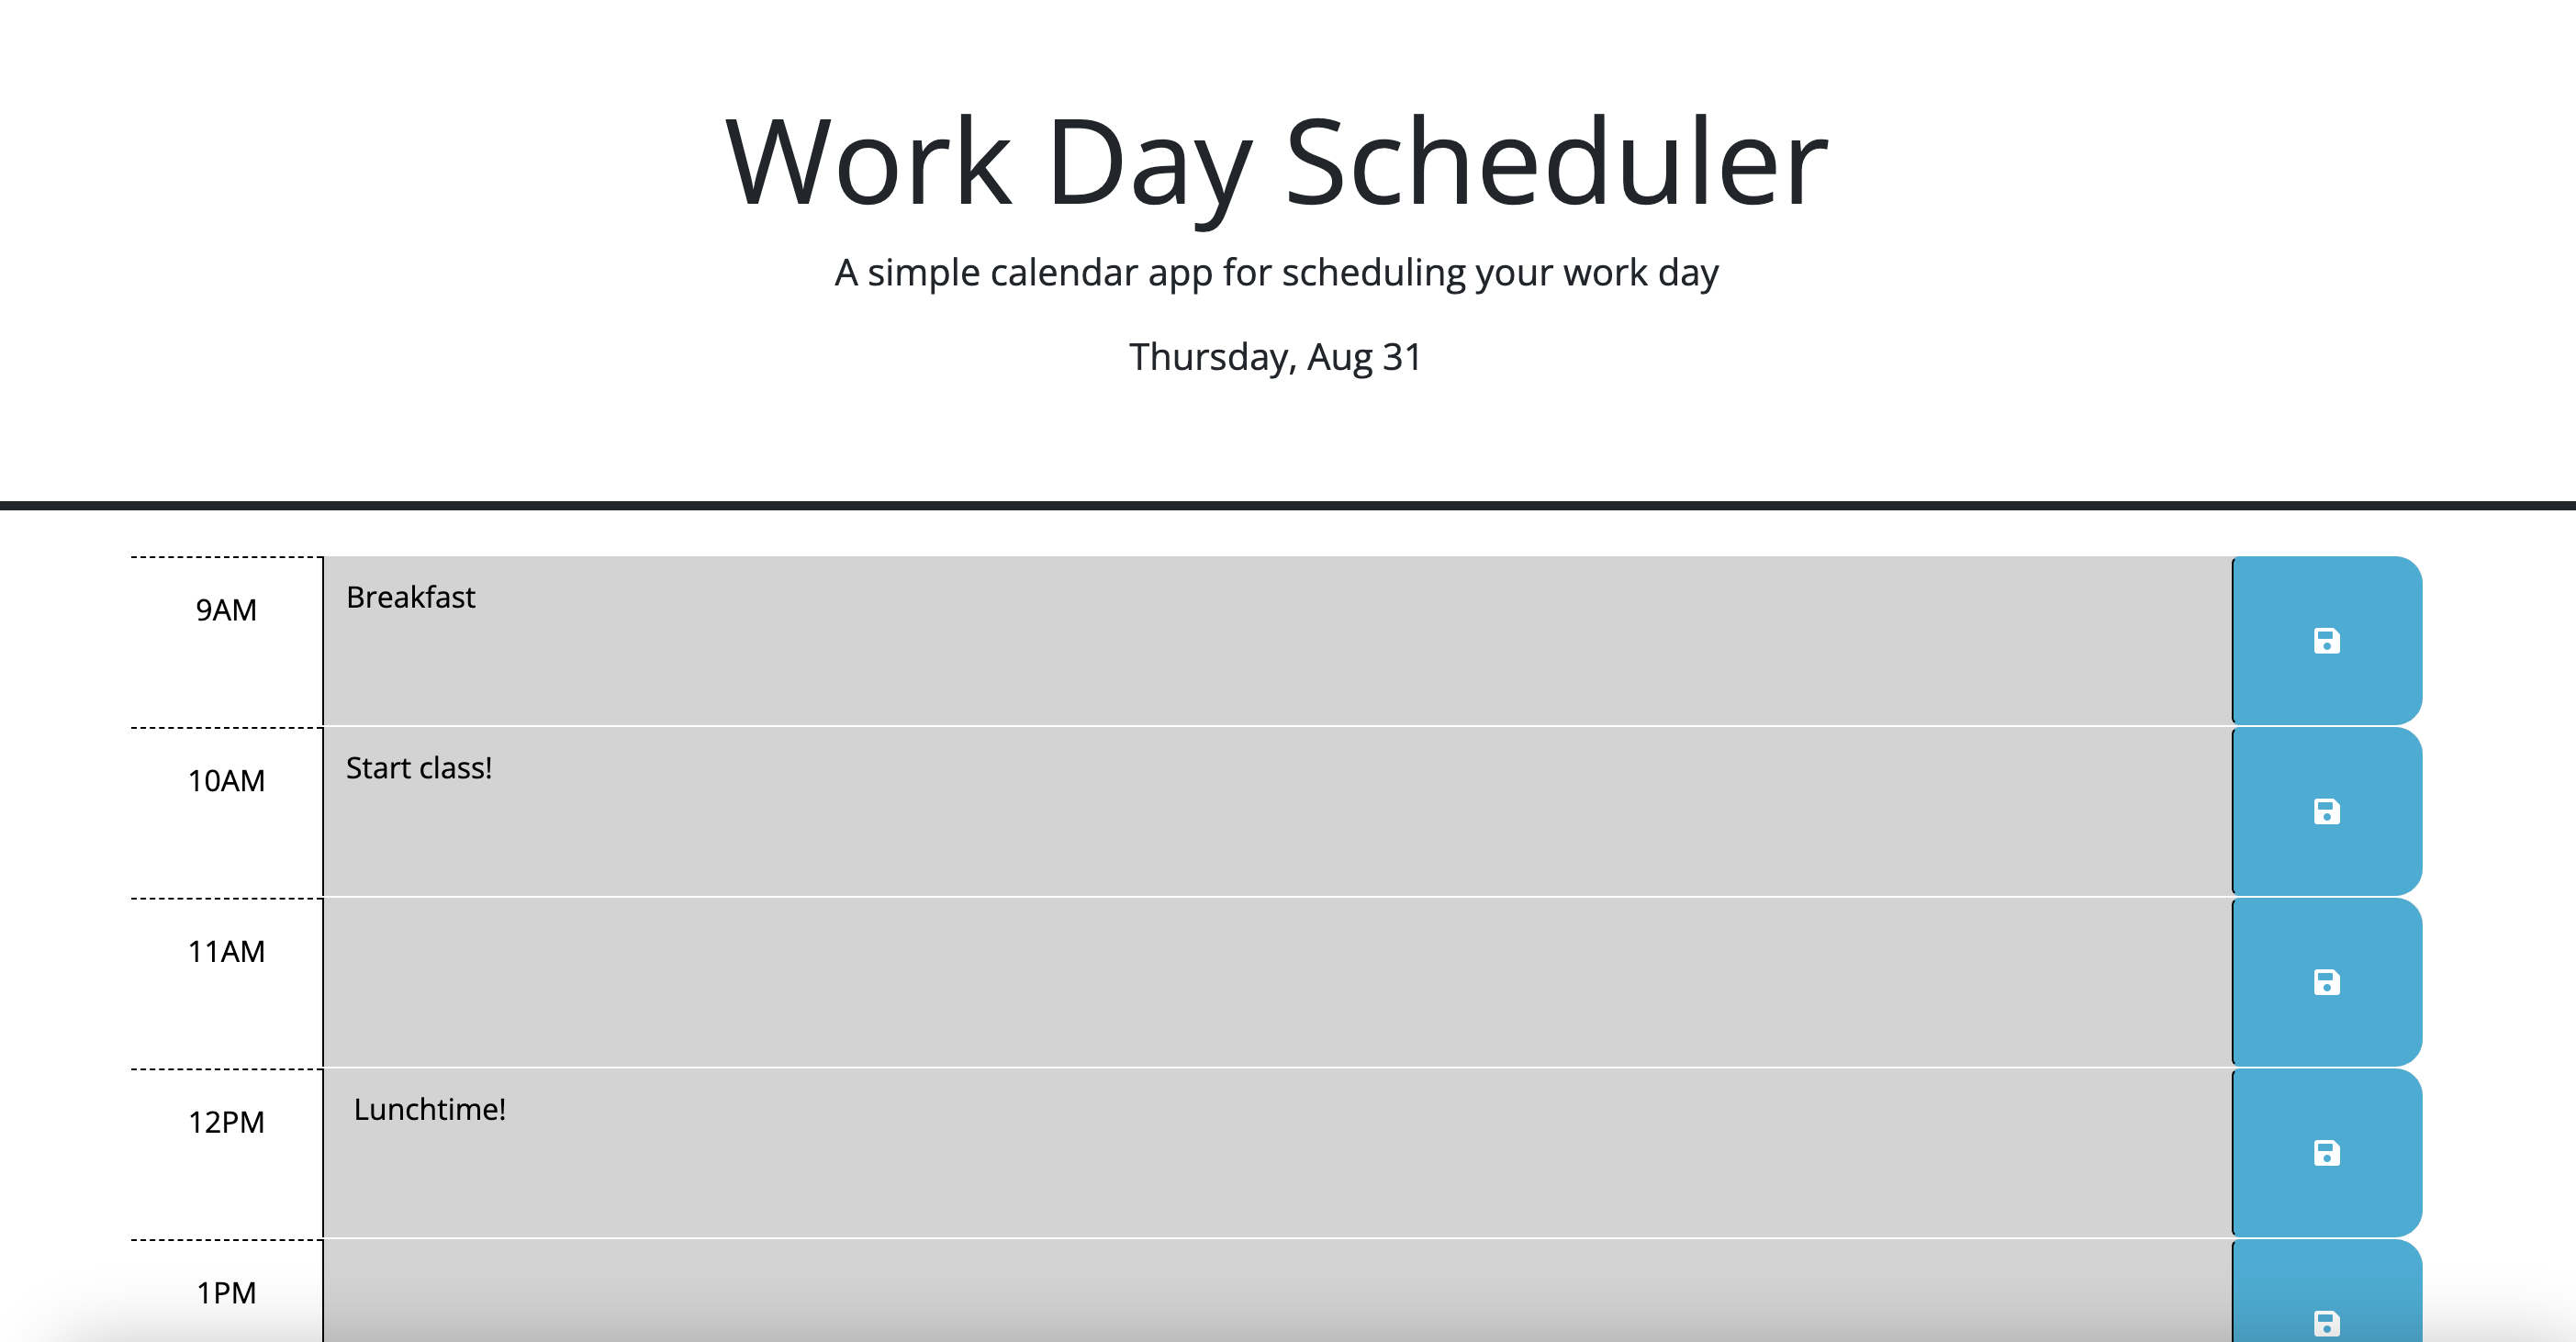 Work Day Scheduler
A simple calendar app for scheduling your work day
Thursday, Aug 31
9AM
Breakfast
10AM
Start class!
11AM
12PM
Lunchtime!
1PM